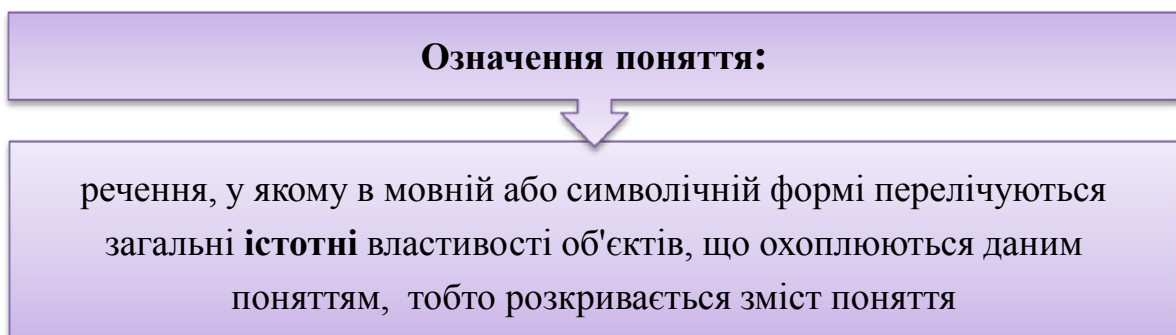 Означення поняття:
речення, у якому в мовній або символічній формі перелічуються
загальні істотні властивості об'єктів, що охоплюються даним
поняттям, тобто розкривається зміст поняття